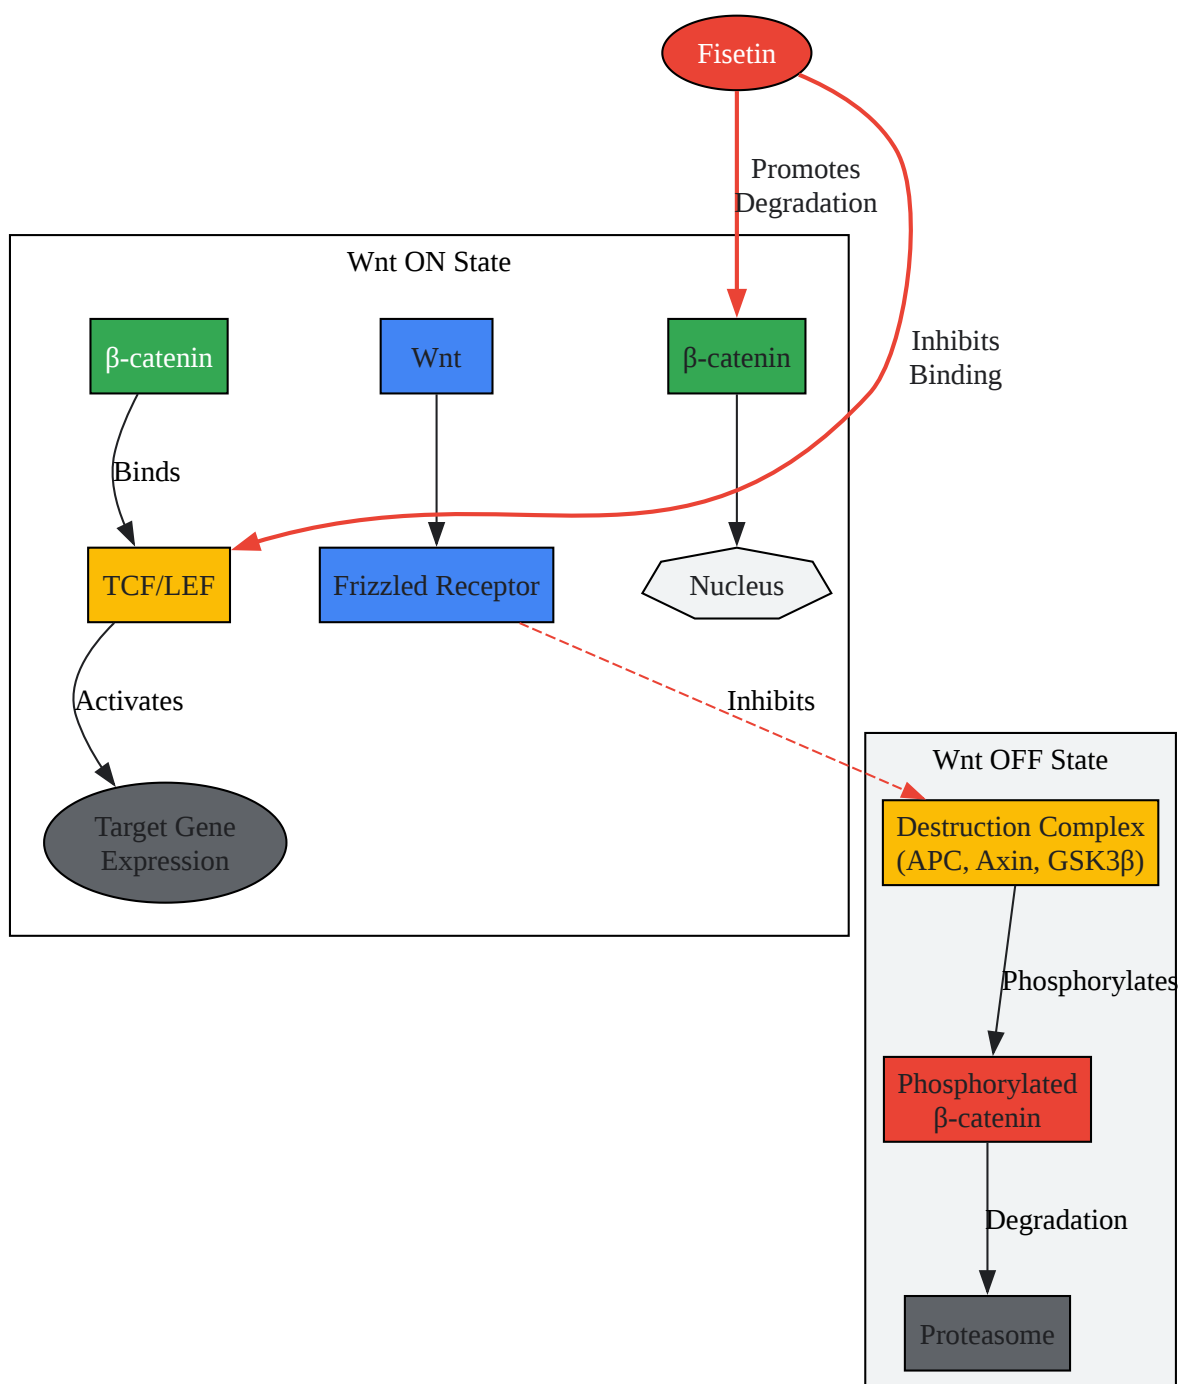 Fisetin
Promotes
Degradation
Wnt ON State
Inhibits
Binding
β-catenin
Wnt
β-catenin
Binds
TCF/LEF
Frizzled Receptor
Nucleus
Activates
Inhibits
Wnt OFF State
Target Gene
Expression
Destruction Complex
(APC, Axin, GSK3β)
Phosphorylates
Phosphorylated
β-catenin
Degradation
Proteasome